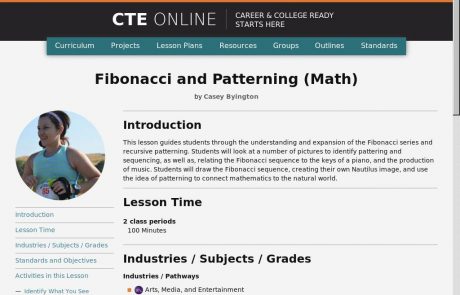 CTE ONLINE
CAREER & COLLEGE READY
STARTS HERE
Curriculum Projects Lesson Plans Resources Groups Outlines Standards
Fibonacci and Patterning (Math)
by Casey Byington
Introduction
Lesson Time
Industries / Subjects / Grades
Standards and Objectives
Activities in this Lesson
— Identify What You See
Introduction
This lesson guides students through the understanding and expansion of the Fibonacci series and
recursive patterning. Students will look at a number of pictures to identify pattering and
sequencing, as well as, relating the Fibonacci sequence to the keys of a piano, and the production
of music. Students will draw the Fibonacci sequence, creating their own Nautilus image, and use
the idea of patterning to connect mathematics to the natural world.
Lesson Time
2 class periods
100 Minutes
Industries / Subjects / Grades
Industries / Pathways
Arts, Media, and Entertainment